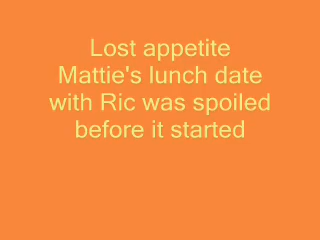 Lost appetite
Mattie's lunch date
with Ric was spoiled
before it started